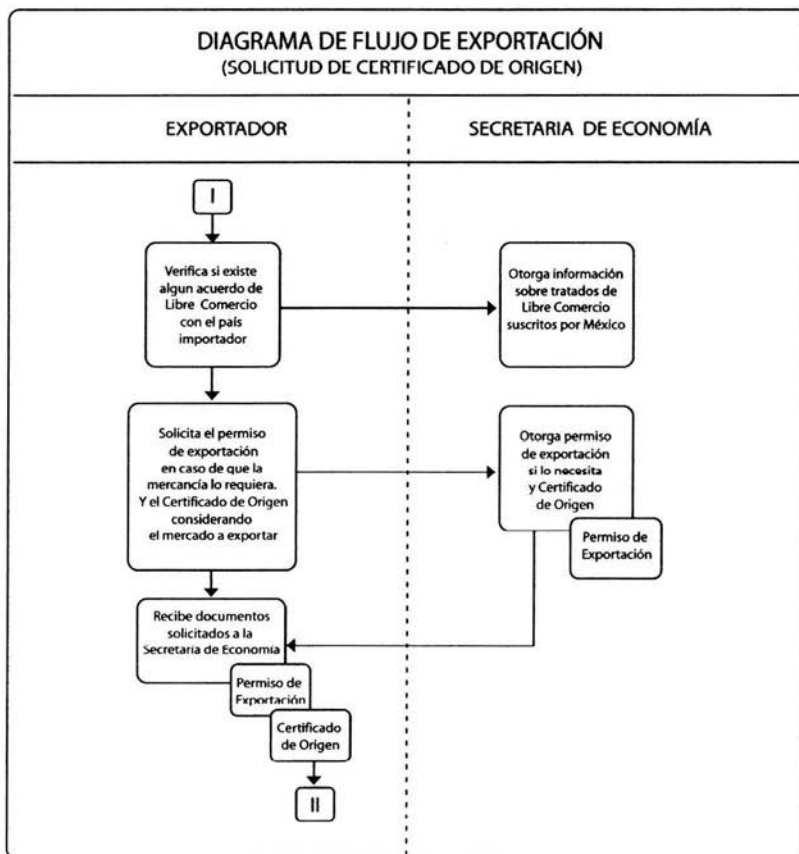 DIAGRAMA DE FLUJO DE EXPORTACIÓN
(SOLICITUD DE CERTIFICADO DE ORIGEN)
EXPORTADOR
SECRETARIA DE ECONOMÍA
I
Verifica si existe
algun acuerdo de
Libre Comercio
con el país
importador
Otorga información
sobre tratados de
Libre Comercio
suscritos por México
Solicita el permiso
de exportación
en caso de que la
mercancía lo requiera.
Y el Certificado de Origen
considerando
el mercado a exportar
Otorga permiso
de exportación
si lo necesita
y Certificado
de Origen
Permiso de
Exportación
Recibe documentos
solicitados a la
Secretaría de Economía
Permiso de
Exportación
Certificado
de Origen
II